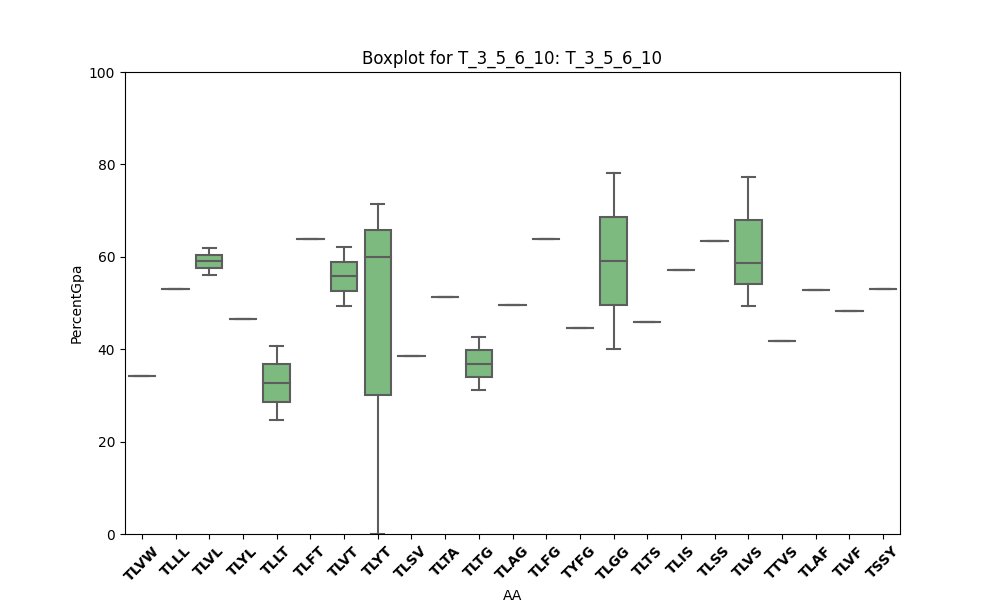 Boxplot for T_3_5_6_10: T_3_5_6_10
PercentGpa
100
80
60
40
20
0
TLVW TLLL TLVL TLYL TLLT TLFT TLVT TLYT TLSV TLTA TLTG TLAG TLFG TYFG TLGG TLTS TLIS TLSS TLVS TTVS TLAF TLVF TSSY
AA